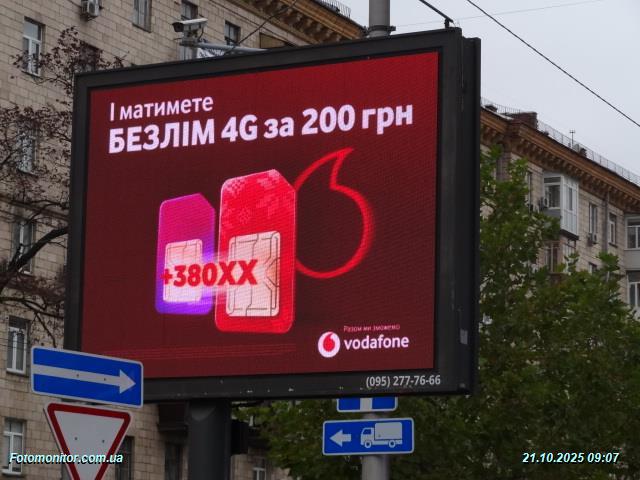 І матимете
БЕЗЛІМ 4G за 200 грн
+380XX
Разом ми зможемо
vodafone
(095) 277-76-66
Fotomonitor.com.ua
21.10.2025 09:07